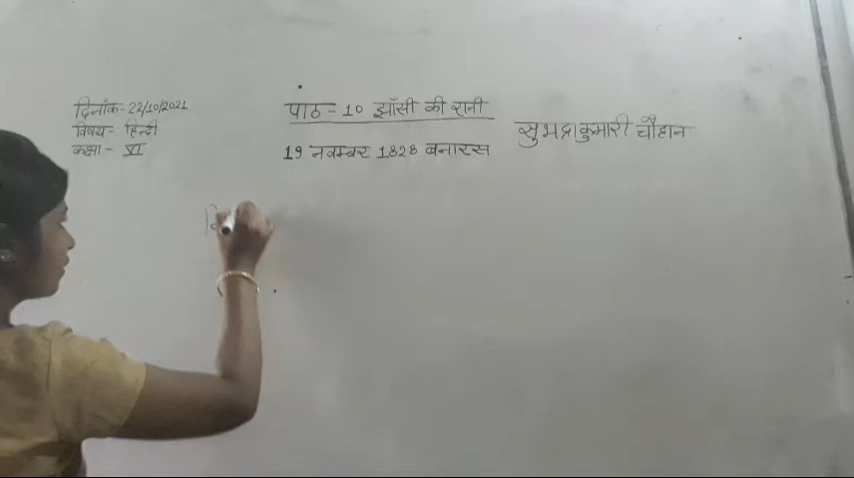 दिनाँक- 22/10/2021
विषय- हिन्दी
कक्षा - VI
पाठ - 10 झाँसी की रानी
सुभद्राकुमारी चौहान
19 नवम्बर 1828 बनारस